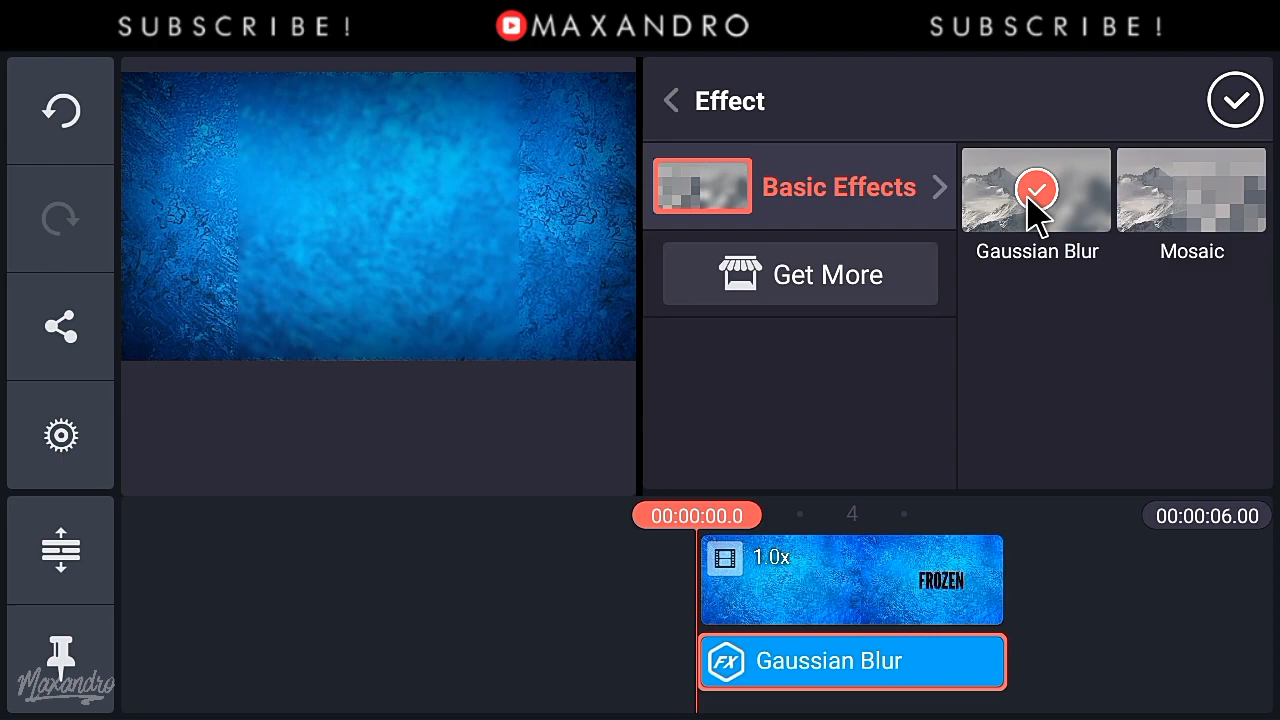 SUBSCRIBE! MAXANDRO SUBSCRIBE!
Effect
Basic Effects
Get More
Gaussian Blur
Mosaic
00:00:00.0
4
00:00:06.00
1.0x
FROZEN
FX Gaussian Blur
Maxandro